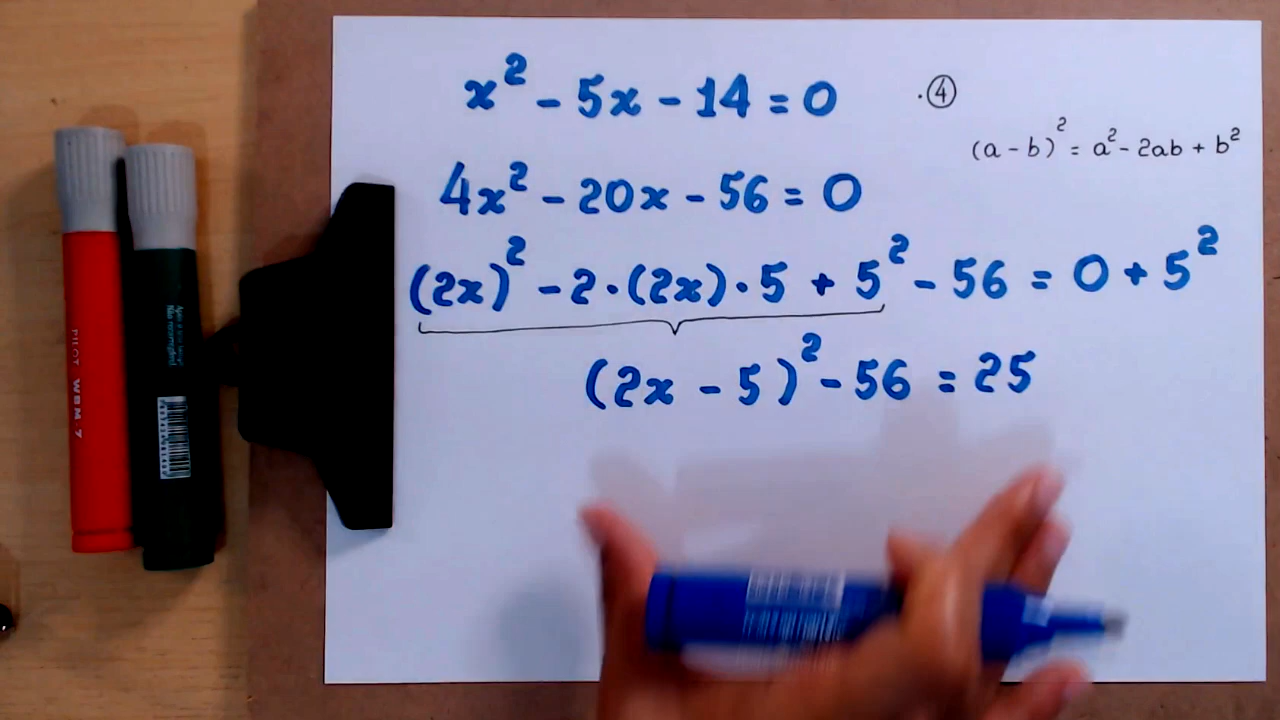 x² - 5x - 14 = 0
· ④
(a - b)² = a² - 2ab + b²
4x² - 20x - 56 = 0
(2x)² - 2·(2x)·5 + 5² - 56 = 0 + 5²
(2x - 5)² - 56 = 25
PILOT WBM 7